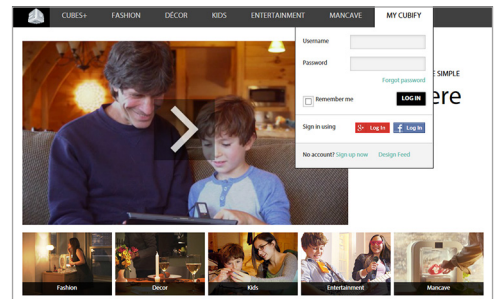 CUBES+ FASHION DÉCOR KIDS ENTERTAINMENT MANCAVE MY CUBIFY
Username
Password
Forgot password
Remember me LOG IN
Sign in using Log In Log In
No account? Sign up now Design Feed
E SIMPLE
ere
Fashion Decor Kids Entertainment Mancave